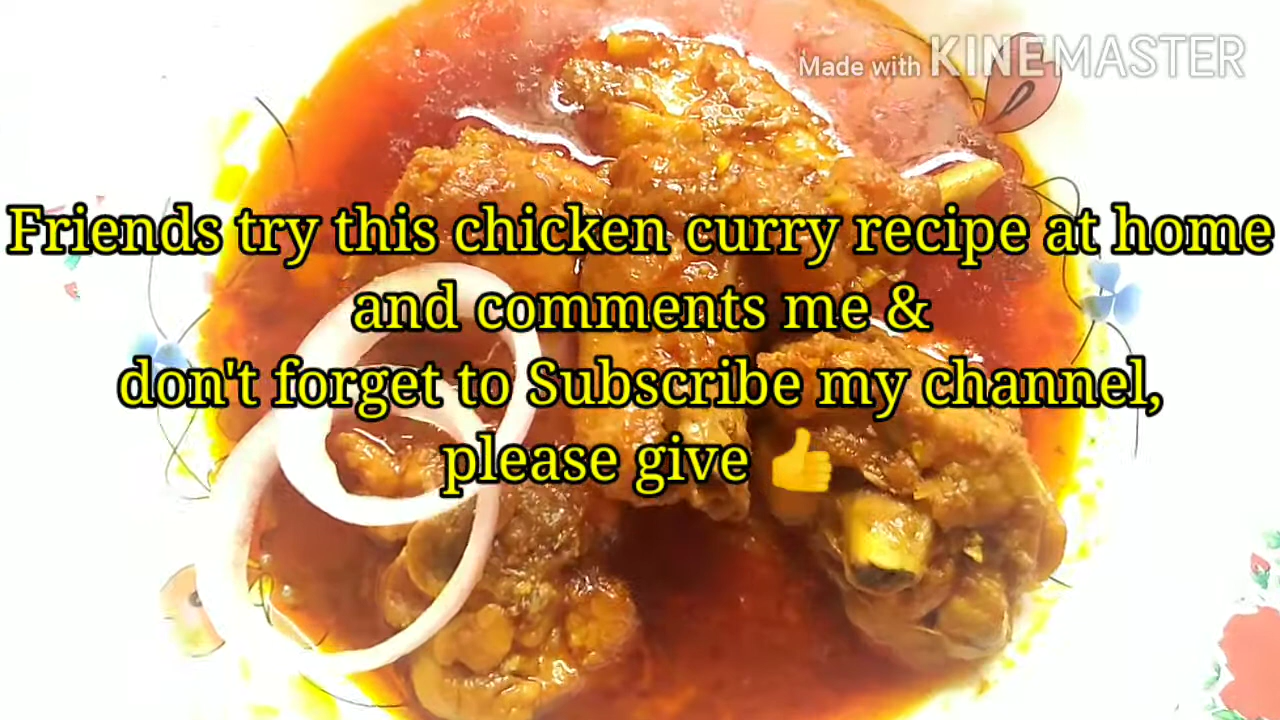 Made with KINEMASTER
Friends try this chicken curry recipe at home
and comments me &
don't forget to Subscribe my channel,
please give 👍